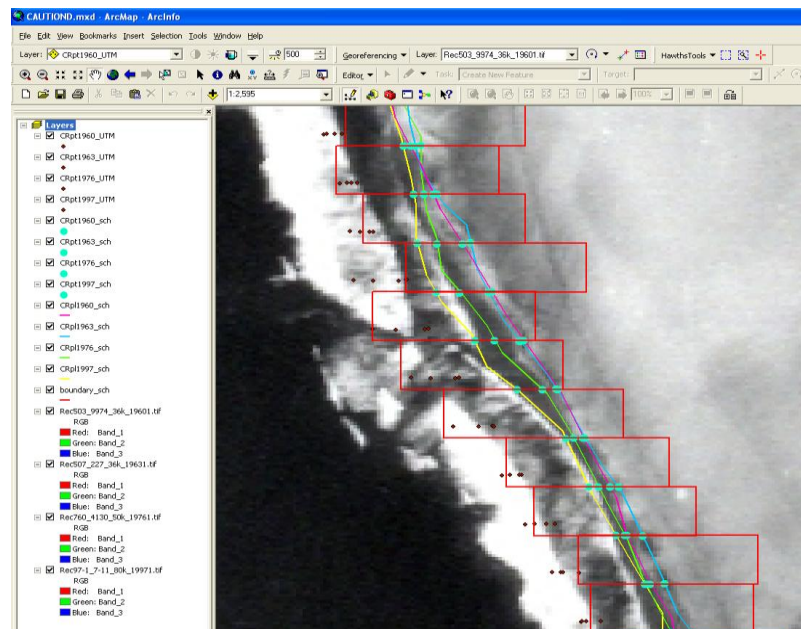 CAUTIOND.mxd - ArcMap - ArcInfo
File Edit View Bookmarks Insert Selection Tools Window Help
Layer: CRpt1960_UTM 500 Georeferencing Layer: Rec503_9974_36k_19601.tif HawthsTools
Editor Task: Create New Feature Target:
1:2,595 100%
Layers
CRpt1960_UTM
CRpt1963_UTM
CRpt1976_UTM
CRpt1997_UTM
CRpt1960_sch
CRpt1963_sch
CRpt1976_sch
CRpt1997_sch
CRpl1960_sch
CRpl1963_sch
CRpl1976_sch
CRpl1997_sch
boundary_sch
Rec503_9974_36k_19601.tif
RGB
Red: Band_1
Green: Band_2
Blue: Band_3
Rec507_227_36k_19631.tif
RGB
Red: Band_1
Green: Band_2
Blue: Band_3
Rec760_4130_50k_19761.tif
RGB
Red: Band_1
Green: Band_2
Blue: Band_3
Rec97-1_7-11_80k_19971.tif
RGB
Red: Band_1
Green: Band_2
Blue: Band_3